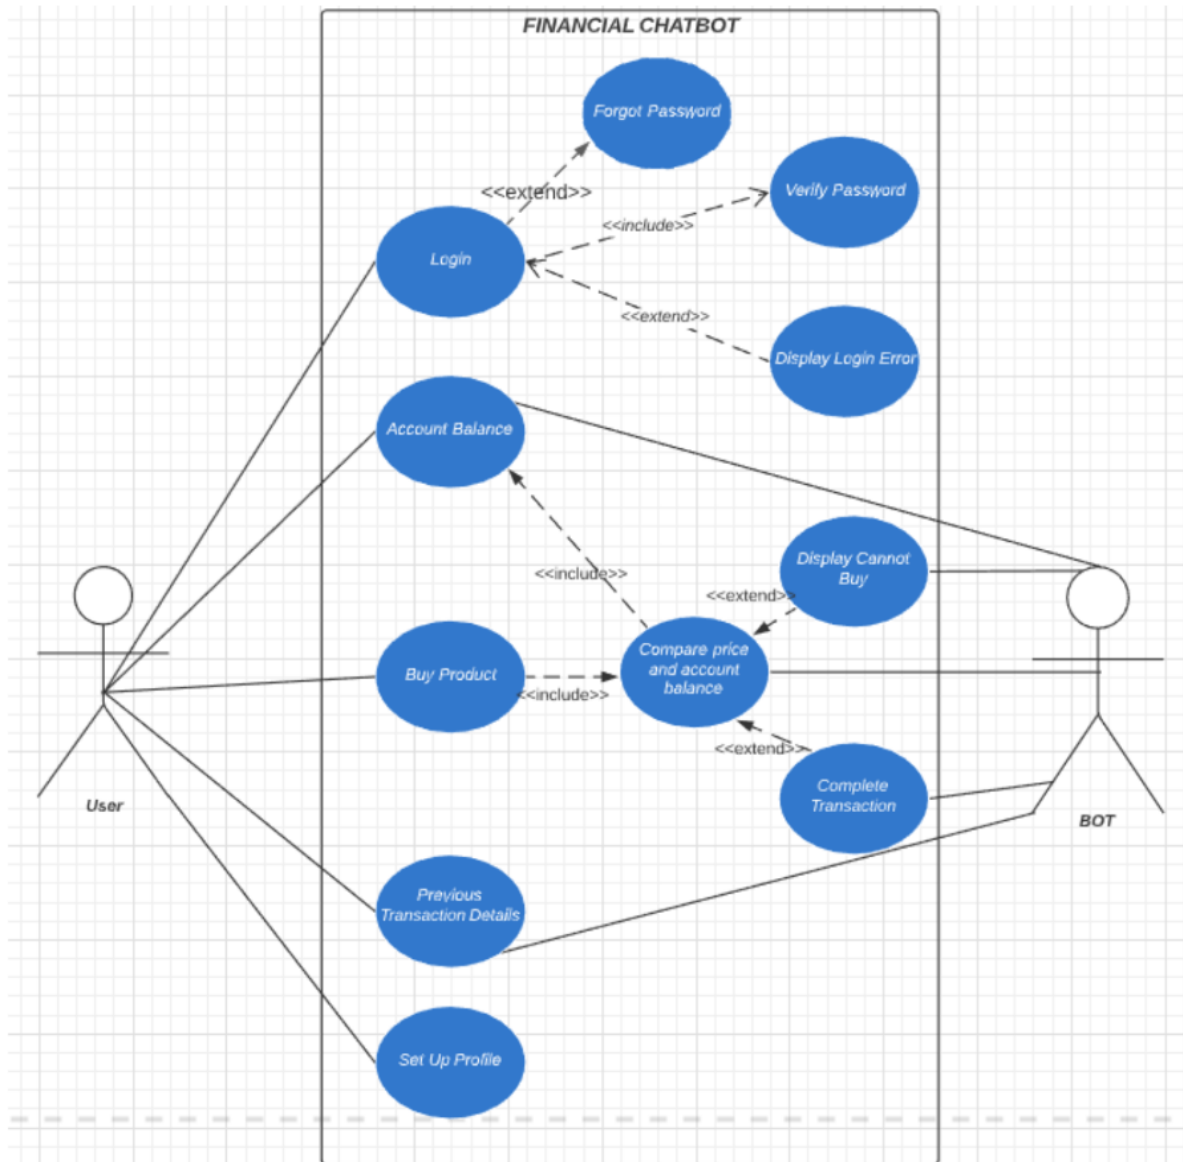 FINANCIAL CHATBOT
Forgot Password
<<extend>>
Verify Password
<<include>>
Login
<<extend>>
Display Login Error
Account Balance
Display Cannot
Buy
<<include>>
<<extend>>
Compare price
and account
balance
Buy Product
<<include>>
<<extend>>
Complete
Transaction
User
BOT
Previous
Transaction Details
Set Up Profile